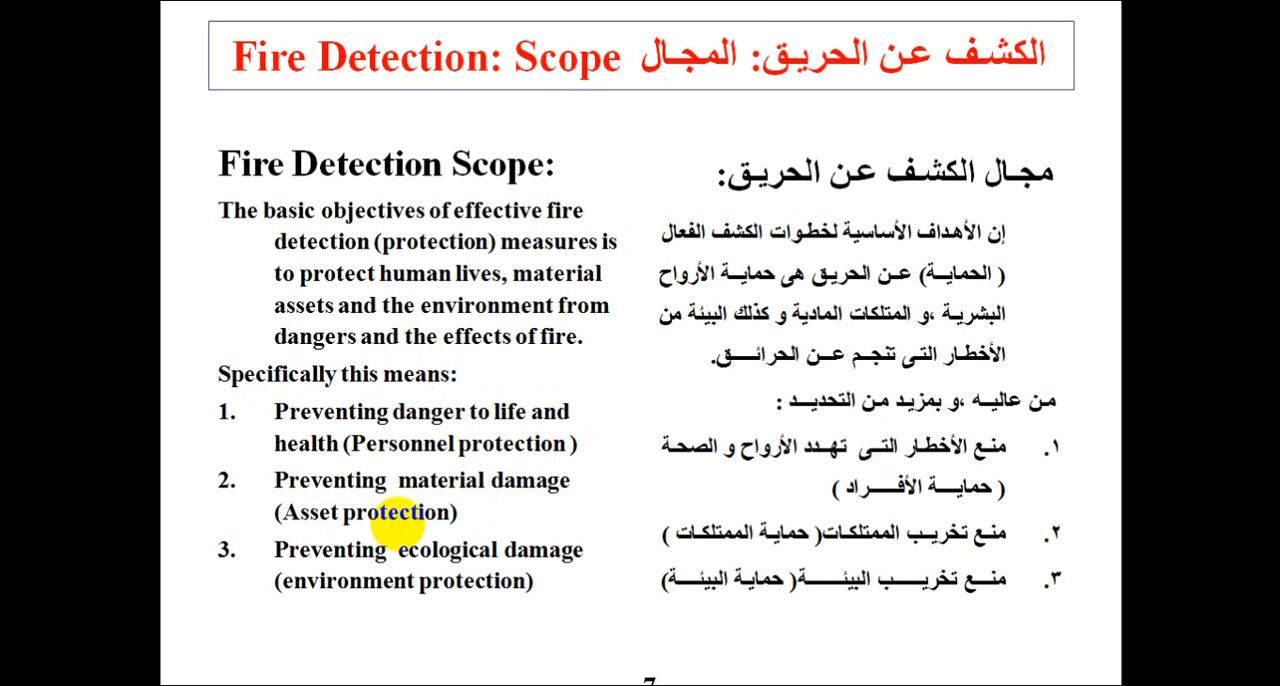 Fire Detection: Scope الكشف عن الحريق: المجال
Fire Detection Scope:
The basic objectives of effective fire
detection (protection) measures is
to protect human lives, material
assets and the environment from
dangers and the effects of fire.
Specifically this means:
1. Preventing danger to life and
health (Personnel protection )
2. Preventing material damage
(Asset protection)
3. Preventing ecological damage
(environment protection)
مجال الكشف عن الحريق:
إن الأهداف الأساسية لخطوات الكشف الفعال
( الحماية) عن الحريق هى حماية الأرواح
البشرية ،و المتلكات المادية و كذلك البيئة من
الأخطار التى تنجم عن الحرائق.
من عاليه ،و بمزيد من التحديد :
١. منع الأخطار التى تهدد الأرواح و الصحة
( حماية الأفراد )
٢. منع تخريب الممتلكات( حماية الممتلكات )
٣. منع تخريب البيئة( حماية البيئة)
7